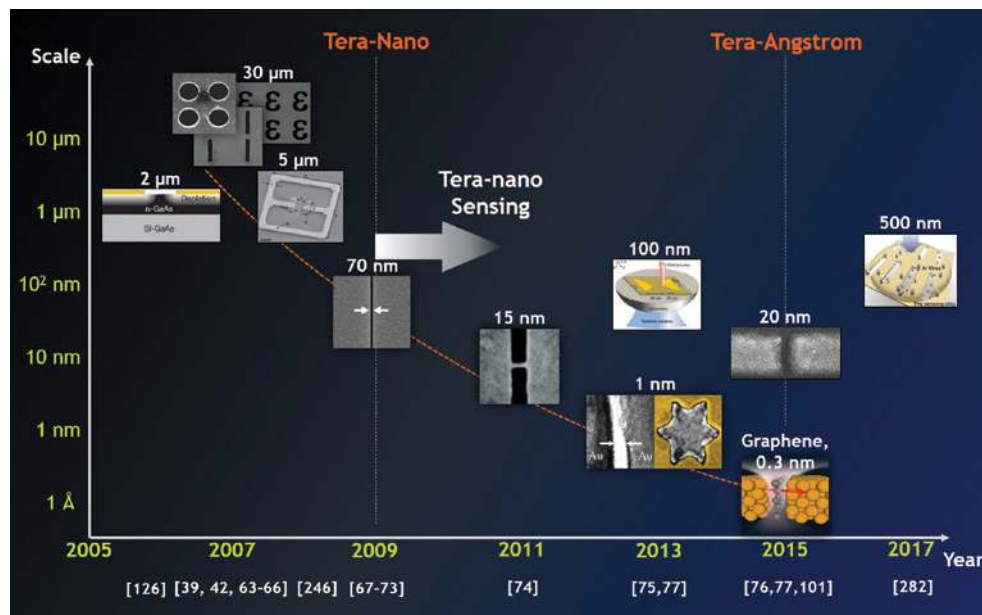 Tera-Nano
Tera-Angstrom
Scale
30 μm
10 μm
2 μm
5 μm
Depletion
n-GaAs
SI-GaAs
Tera-nano
Sensing
1 μm
500 nm
100 nm
70 nm
10² nm
15 nm
20 nm
10 nm
1 nm
Au
Au
1 nm
Graphene,
0.3 nm
1 Å
2005
2007
2009
2011
2013
2015
2017
Year
[126]
[39, 42, 63-66]
[246]
[67-73]
[74]
[75,77]
[76,77,101]
[282]